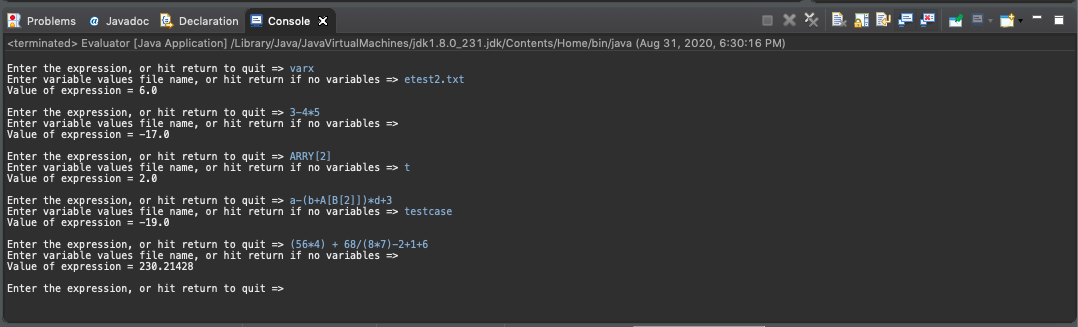 Problems @ Javadoc Declaration Console
<terminated> Evaluator [Java Application] /Library/Java/JavaVirtualMachines/jdk1.8.0_231.jdk/Contents/Home/bin/java (Aug 31, 2020, 6:30:16 PM)
Enter the expression, or hit return to quit => varx
Enter variable values file name, or hit return if no variables => etest2.txt
Value of expression = 6.0
Enter the expression, or hit return to quit => 3-4*5
Enter variable values file name, or hit return if no variables =>
Value of expression = -17.0
Enter the expression, or hit return to quit => ARRY[2]
Enter variable values file name, or hit return if no variables => t
Value of expression = 2.0
Enter the expression, or hit return to quit => a-(b+A[B[2]])*d+3
Enter variable values file name, or hit return if no variables => testcase
Value of expression = -19.0
Enter the expression, or hit return to quit => (56*4) + 68/(8*7)-2+1+6
Enter variable values file name, or hit return if no variables =>
Value of expression = 230.21428
Enter the expression, or hit return to quit =>